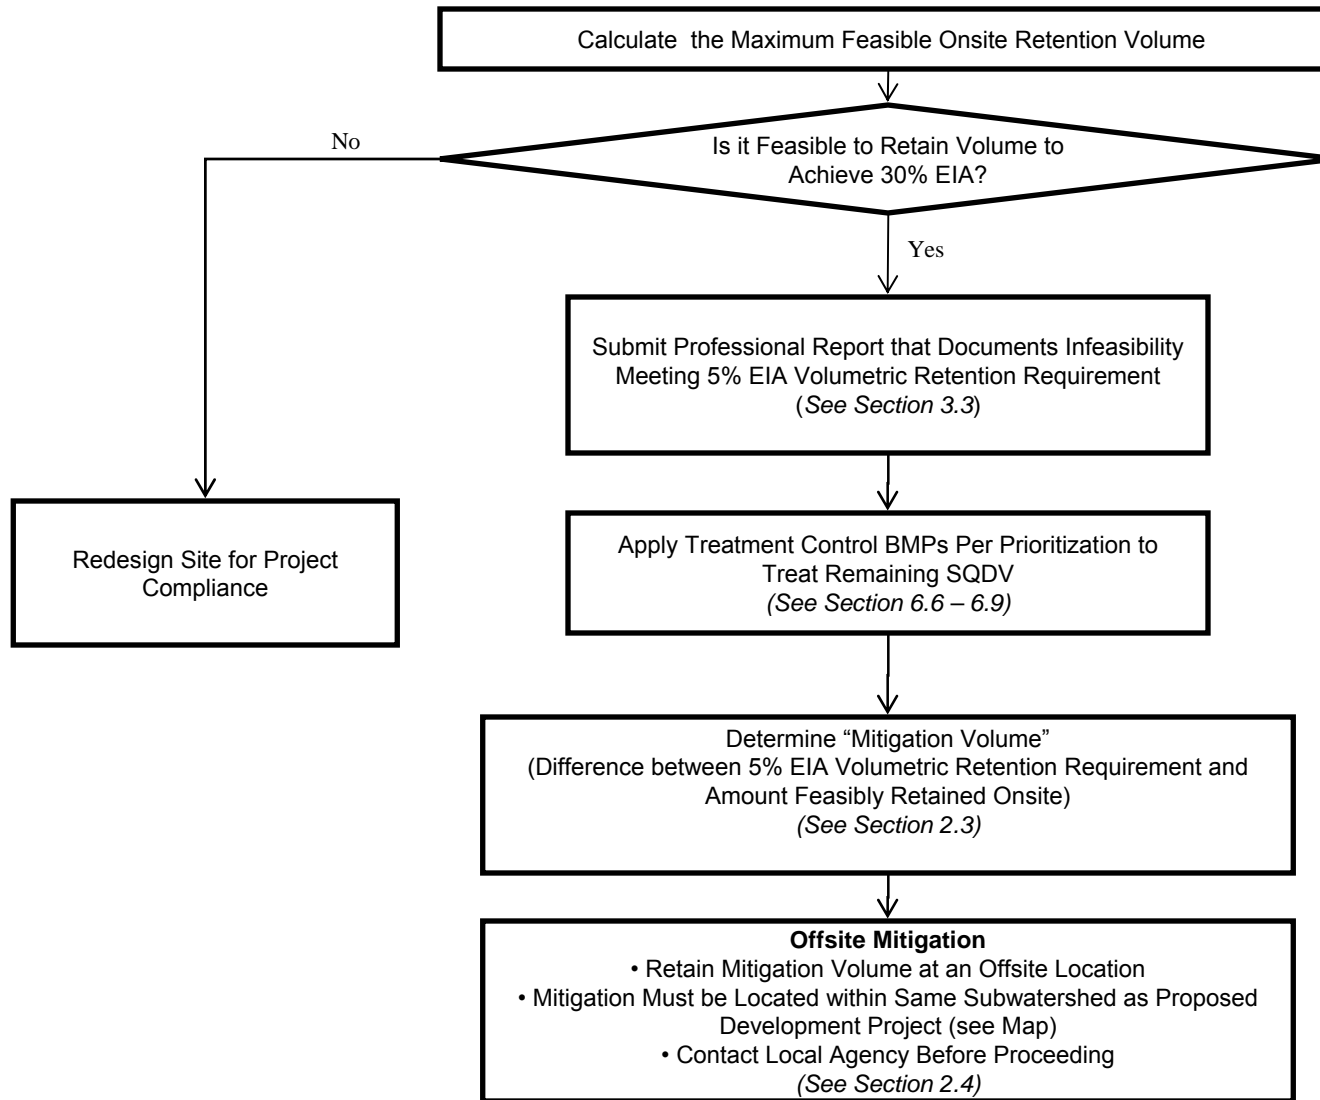 Calculate the Maximum Feasible Onsite Retention Volume
Is it Feasible to Retain Volume to
Achieve 30% EIA?
No
Yes
Submit Professional Report that Documents Infeasibility
Meeting 5% EIA Volumetric Retention Requirement
(See Section 3.3)
Redesign Site for Project
Compliance
Apply Treatment Control BMPs Per Prioritization to
Treat Remaining SQDV
(See Section 6.6 – 6.9)
Determine “Mitigation Volume”
(Difference between 5% EIA Volumetric Retention Requirement and
Amount Feasibly Retained Onsite)
(See Section 2.3)
Offsite Mitigation
• Retain Mitigation Volume at an Offsite Location
• Mitigation Must be Located within Same Subwatershed as Proposed
Development Project (see Map)
• Contact Local Agency Before Proceeding
(See Section 2.4)